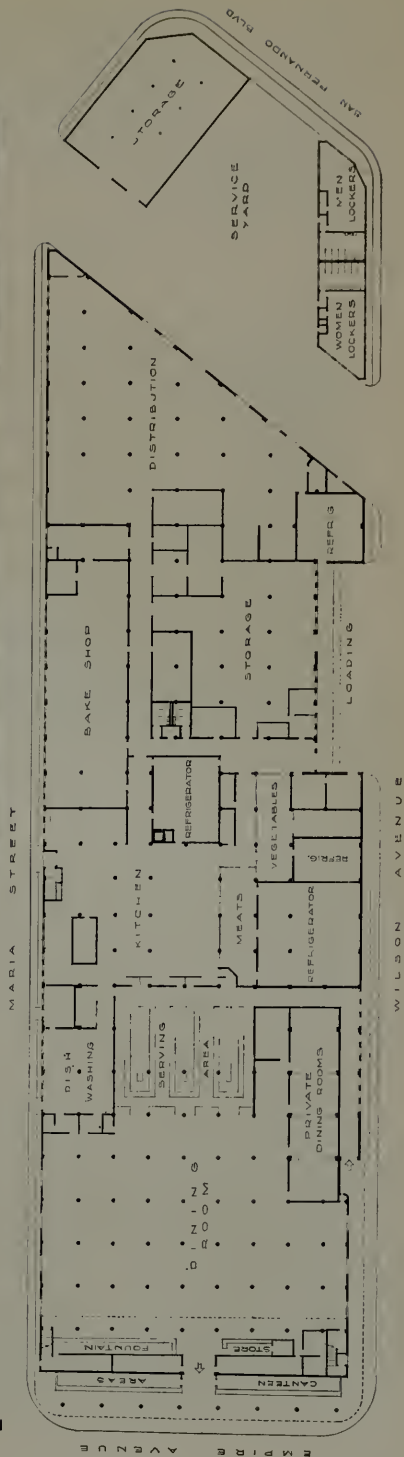 SAN FERNANDO BLVD
STORAGE
SERVICE
YARD
MEN
LOCKERS
WOMEN
LOCKERS
DISTRIBUTION
REFRIG.
BAKE SHOP
STORAGE
LOADING
MARIA STREET
WILSON AVENUE
REFRIGERATOR
VEGETABLES
REFRIG.
KITCHEN
MEATS
REFRIGERATOR
DISH
WASHING
SERVING
AREA
PRIVATE
DINING ROOMS
DINING
ROOM
FOUNTAIN
STORE
AREAS
CANTEEN
EMPIRE AVENUE